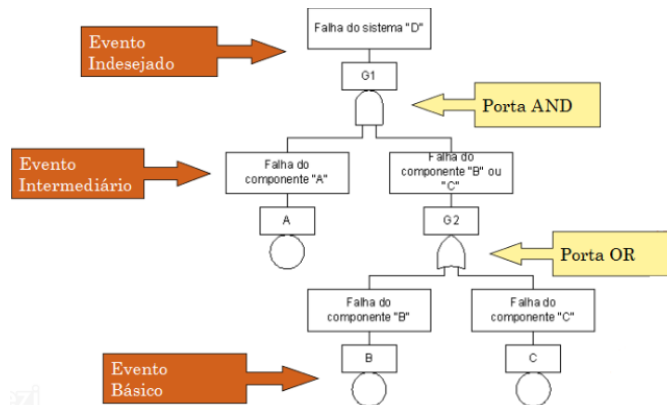 Falha do sistema "D"
Evento
Indesejado
G1
Porta AND
Evento
Intermediário
Falha do
componente "A"
Falha do
componente "B" ou
"C"
A
G2
Porta OR
Falha do
componente "B"
Falha do
componente "C"
Evento
Básico
B
C